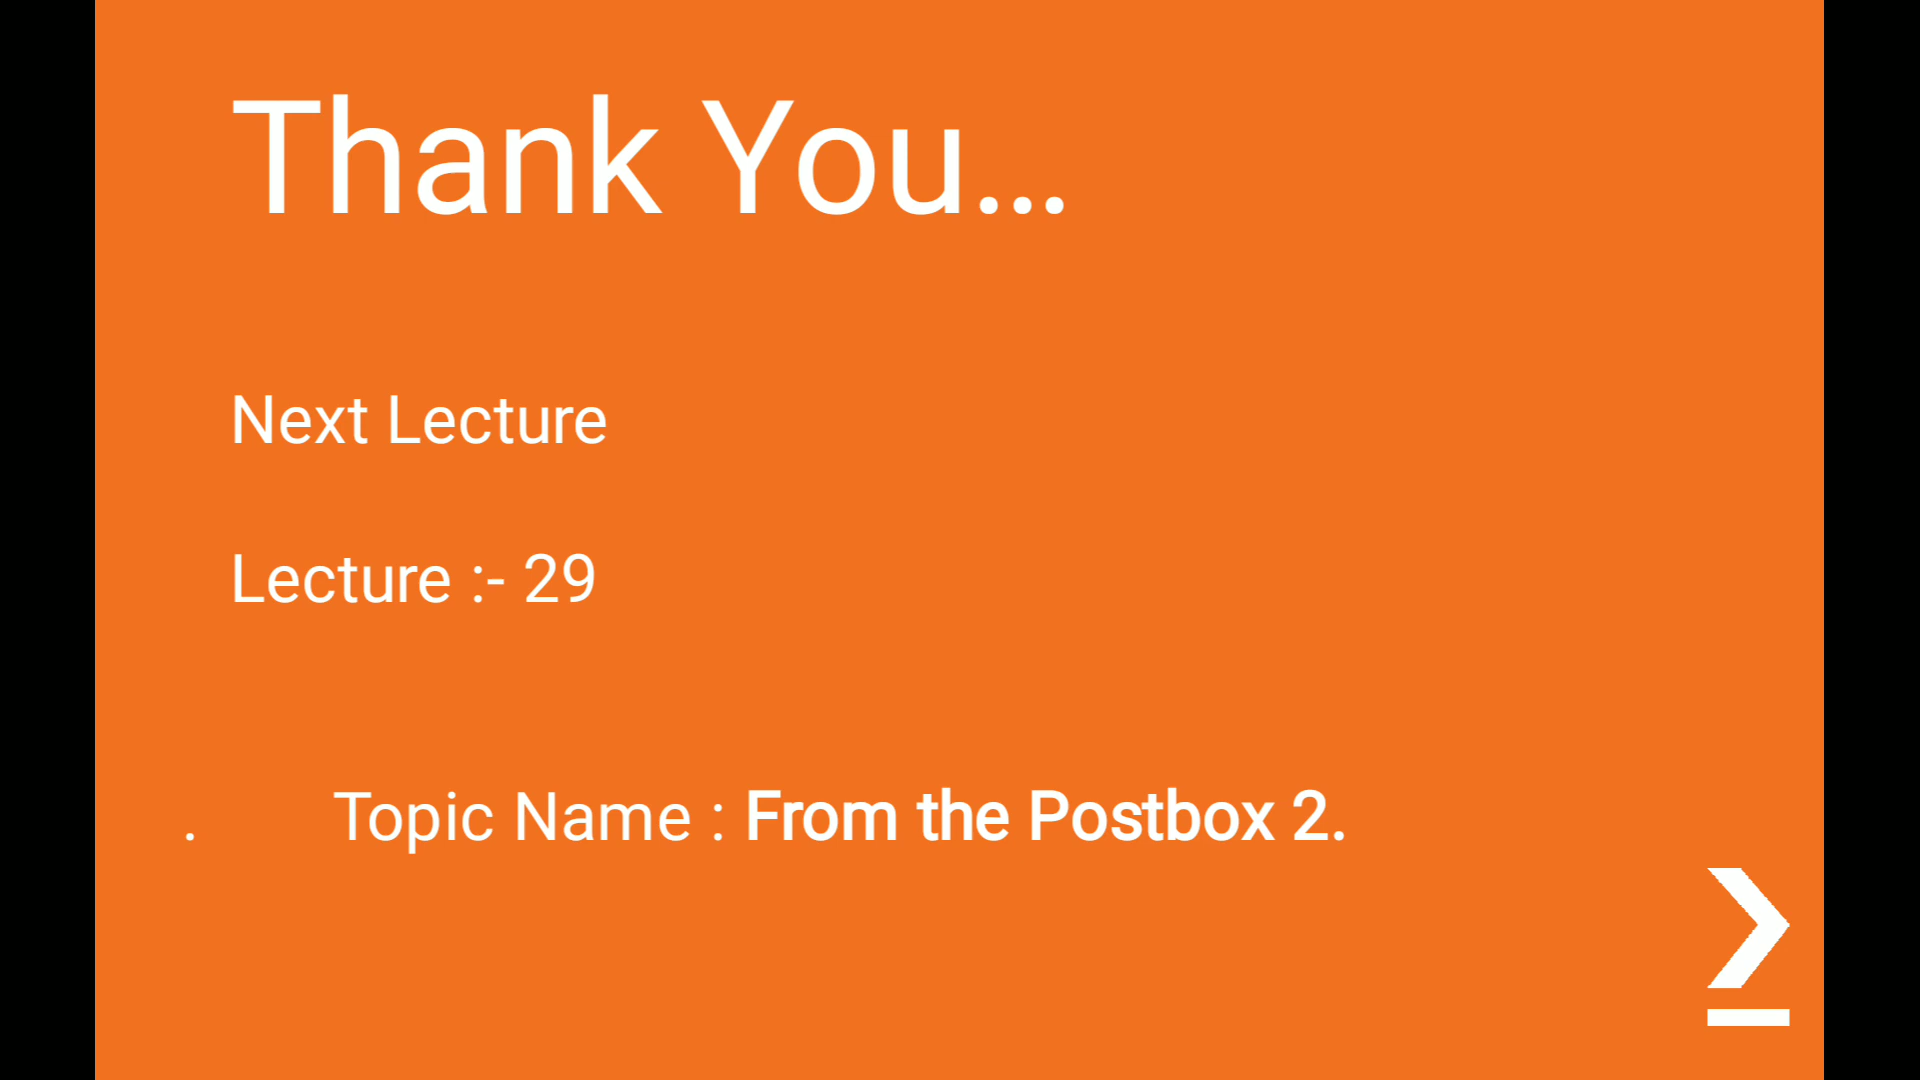 Thank You...
Next Lecture
Lecture :- 29
. Topic Name : From the Postbox 2.